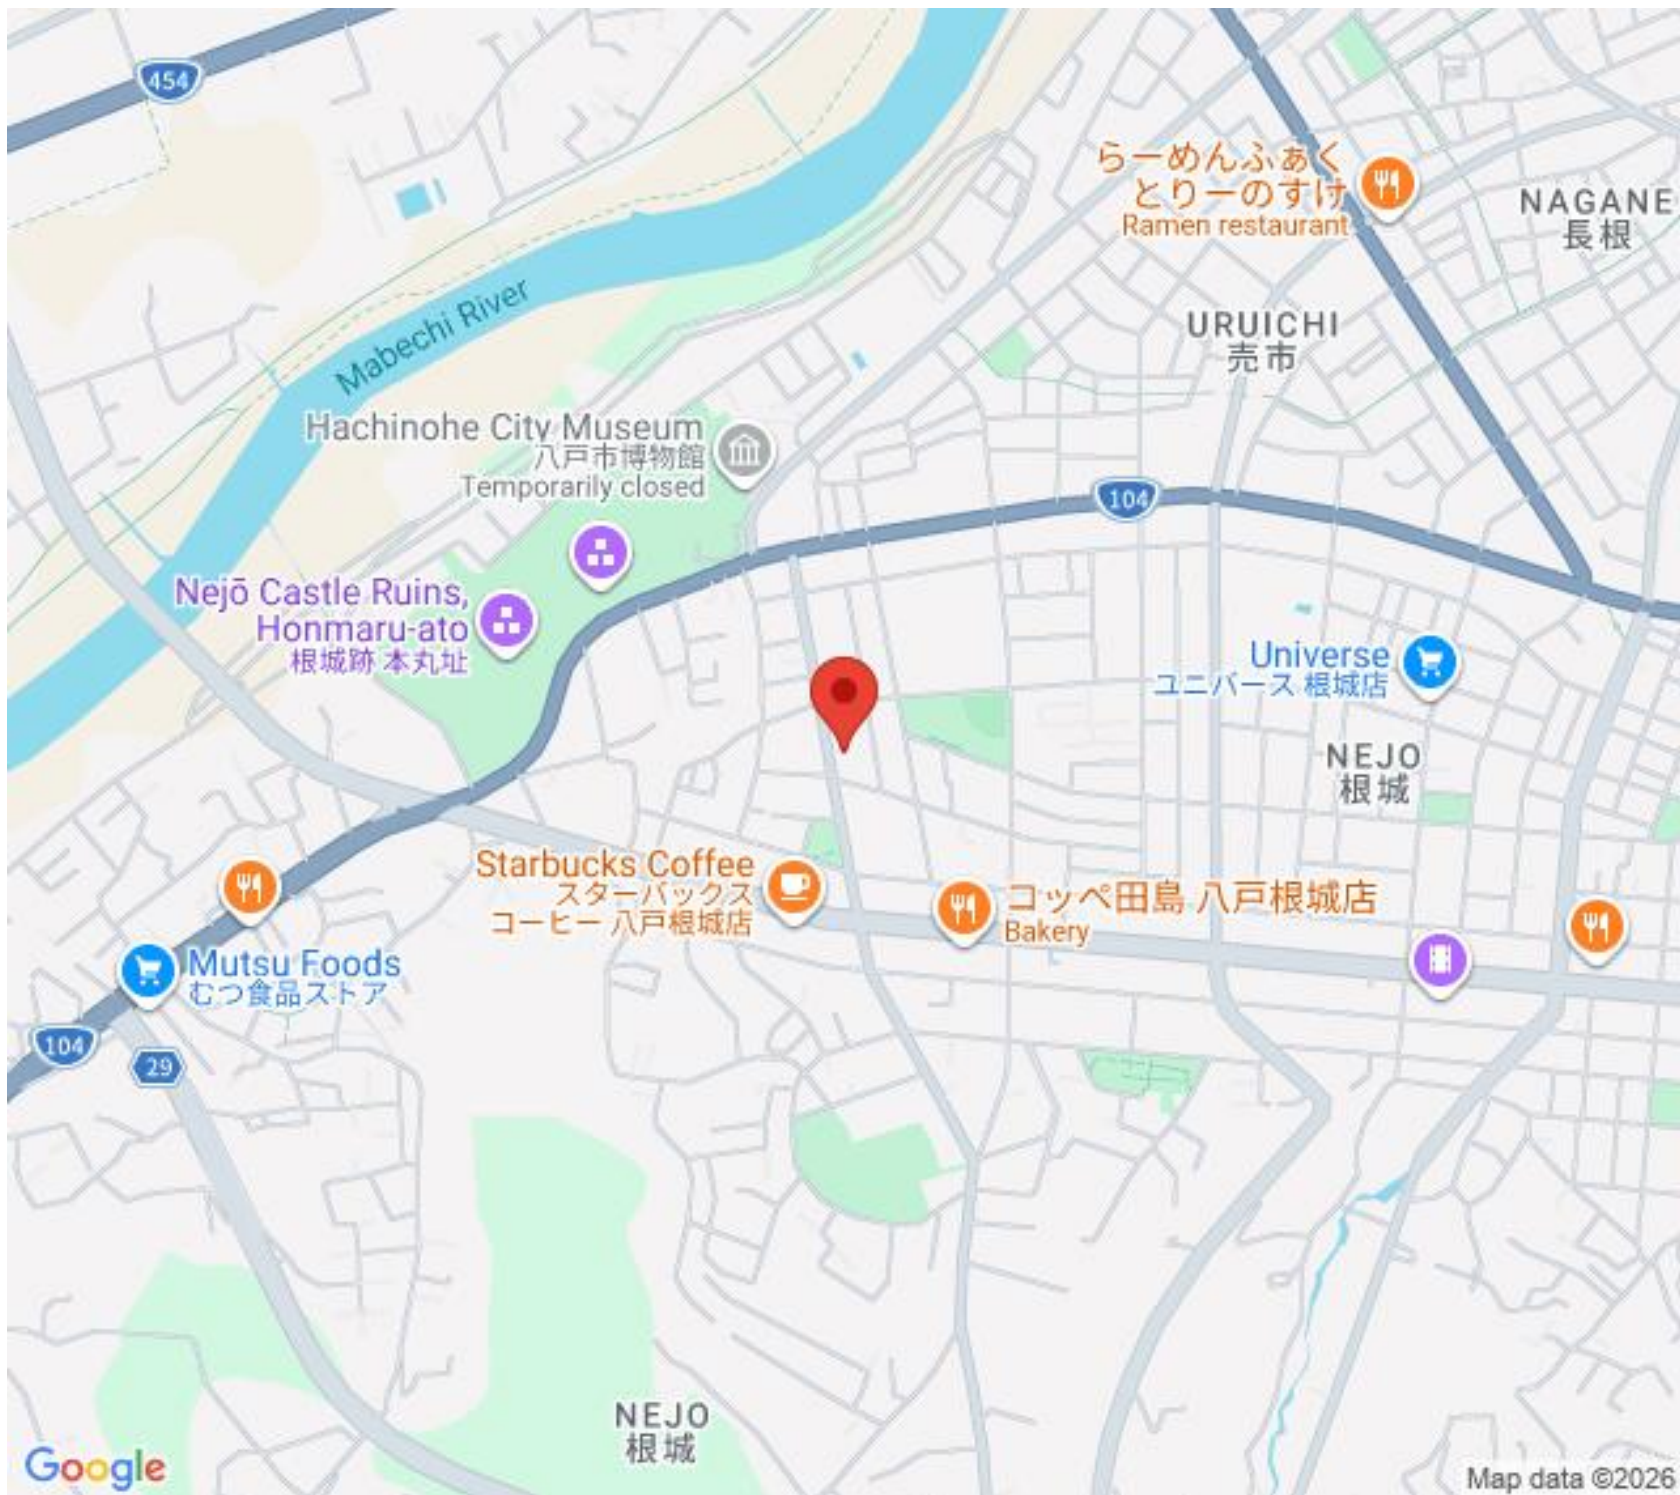 454
らーめんふぁく
とりーのすけ
Ramen restaurant
NAGANE
長根
Mabechi River
URUICHI
売市
Hachinohe City Museum
八戸市博物館
Temporarily closed
104
Nejō Castle Ruins,
Honmaru-ato
根城跡 本丸址
Universe
ユニバース 根城店
NEJO
根城
Starbucks Coffee
スターバックス
コーヒー 八戸根城店
コッペ田島 八戸根城店
Bakery
Mutsu Foods
むつ食品ストア
104
29
NEJO
根城
Google
Map data ©2026